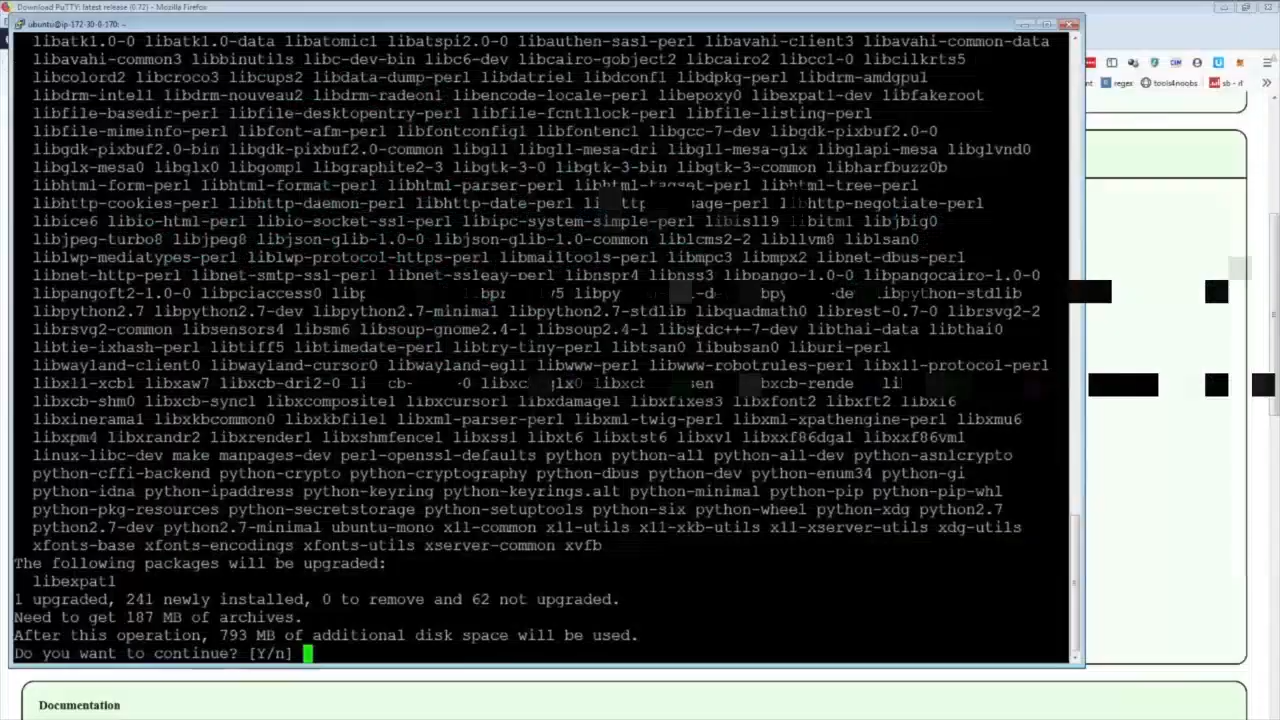 Download PuTTY: latest release (0.72) - Mozilla Firefox
ubuntu@ip-172-30-0-170: ~
regex tools4noobs sb - rl
libatk1.0-0 libatk1.0-data libatomic1 libatspi2.0-0 libauthen-sasl-perl libavahi-client3 libavahi-common-data
libavahi-common3 libbinutils libc-dev-bin libc6-dev libcairo-gobject2 libcairo2 libcc1-0 libcilkrts5
libcolord2 libcroco3 libcups2 libdata-dump-perl libdatrie1 libdconf1 libdpkg-perl libdrm-amdgpu1
libdrm-intel1 libdrm-nouveau2 libdrm-radeon1 libencode-locale-perl libepoxy0 libexpat1-dev libfakeroot
libfile-basedir-perl libfile-desktopentry-perl libfile-fcntllock-perl libfile-listing-perl
libfile-mimeinfo-perl libfont-afm-perl libfontconfig1 libfontenc1 libgcc-7-dev libgdk-pixbuf2.0-0
libgdk-pixbuf2.0-bin libgdk-pixbuf2.0-common libgl1 libgl1-mesa-dri libgl1-mesa-glx libglapi-mesa libglvnd0
libglx-mesa0 libglx0 libgomp1 libgraphite2-3 libgtk-3-0 libgtk-3-bin libgtk-3-common libharfbuzz0b
libhtml-form-perl libhtml-format-perl libhtml-parser-perl libhtml-tagset-perl libhtml-tree-perl
libhttp-cookies-perl libhttp-daemon-perl libhttp-date-perl libhttp-negotiate-perl
libice6 libio-html-perl libio-socket-ssl-perl libipc-system-simple-perl libisl19 libitm1 libjbig0
libjpeg-turbo8 libjpeg8 libjson-glib-1.0-0 libjson-glib-1.0-common liblcms2-2 libllvm8 liblsan0
liblwp-mediatypes-perl liblwp-protocol-https-perl libmailtools-perl libmpc3 libmpx2 libnet-dbus-perl
libnet-http-perl libnet-smtp-ssl-perl libnet-ssleay-perl libnspr4 libnss3 libpango-1.0-0 libpangocairo-1.0-0
libpangoft2-1.0-0 libpciaccess0 libpython-stdlib
libpython2.7 libpython2.7-dev libpython2.7-minimal libpython2.7-stdlib libquadmath0 librest-0.7-0 librsvg2-2
librsvg2-common libsensors4 libsm6 libsoup-gnome2.4-1 libsoup2.4-1 libstdc++-7-dev libthai-data libthai0
libtie-ixhash-perl libtiff5 libtimedate-perl libtry-tiny-perl libtsan0 libubsan0 liburi-perl
libwayland-client0 libwayland-cursor0 libwayland-egl1 libwww-perl libwww-robotrules-perl libx11-protocol-perl
libx11-xcb1 libxaw7 libxcb-dri2-0
libxcb-shm0 libxcb-sync1 libxcomposite1 libxcursor1 libxdamage1 libxfixes3 libxfont2 libxft2 libxi6
libxinerama1 libxkbcommon0 libxkbfile1 libxml-parser-perl libxml-twig-perl libxml-xpathengine-perl libxmu6
libxpm4 libxrandr2 libxrender1 libxshmfence1 libxss1 libxt6 libxtst6 libxv1 libxxf86dga1 libxxf86vm1
linux-libc-dev make manpages-dev perl-openssl-defaults python python-all python-all-dev python-asn1crypto
python-cffi-backend python-crypto python-cryptography python-dbus python-dev python-enum34 python-gi
python-idna python-ipaddress python-keyring python-keyrings.alt python-minimal python-pip python-pip-whl
python-pkg-resources python-secretstorage python-setuptools python-six python-wheel python-xdg python2.7
python2.7-dev python2.7-minimal ubuntu-mono x11-common x11-utils x11-xkb-utils x11-xserver-utils xdg-utils
xfonts-base xfonts-encodings xfonts-utils xserver-common xvfb
The following packages will be upgraded:
libexpat1
1 upgraded, 241 newly installed, 0 to remove and 62 not upgraded.
Need to get 187 MB of archives.
After this operation, 793 MB of additional disk space will be used.
Do you want to continue? [Y/n]
Documentation